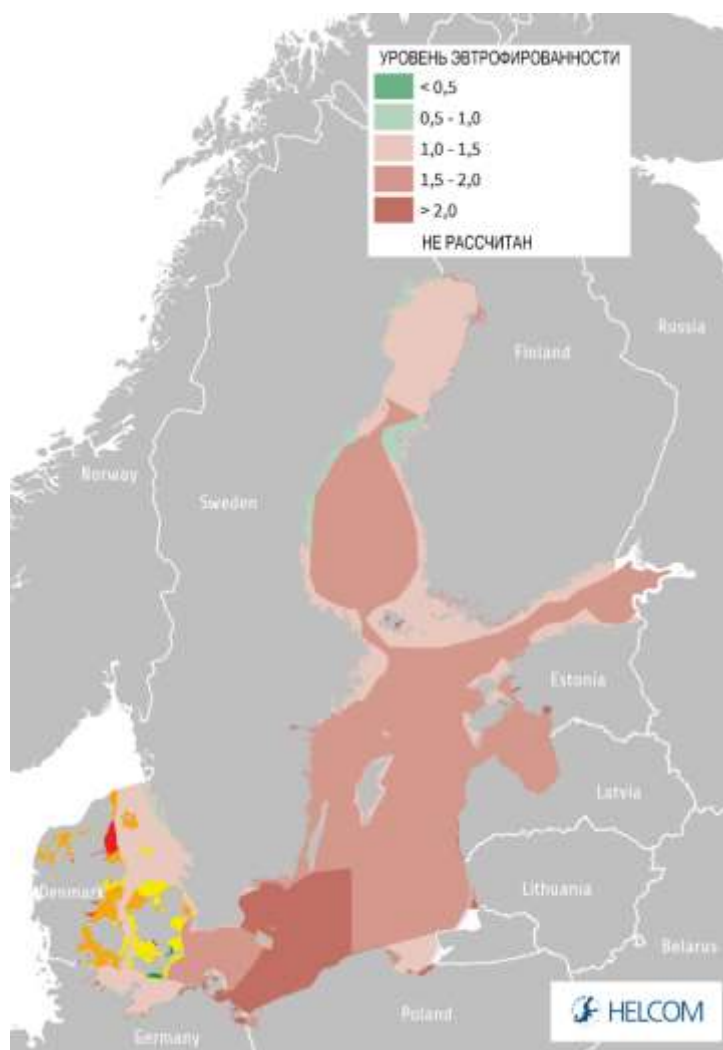 УРОВЕНЬ ЭВТРОФИРОВАННОСТИ
< 0,5
0,5 - 1,0
1,0 - 1,5
1,5 - 2,0
> 2,0
НЕ РАССЧИТАН
Russia
Finland
Norway
Sweden
Estonia
Latvia
Denmark
Lithuania
Belarus
Poland
Germany
HELCOM